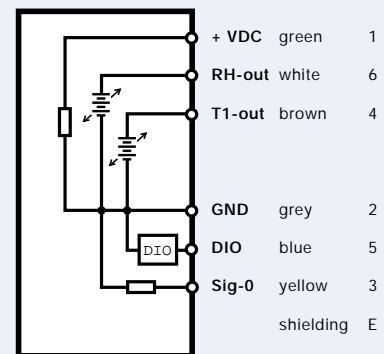 + VDC green 1
RH-out white 6
T1-out brown 4
GND grey 2
DIO DIO blue 5
Sig-0 yellow 3
shielding E